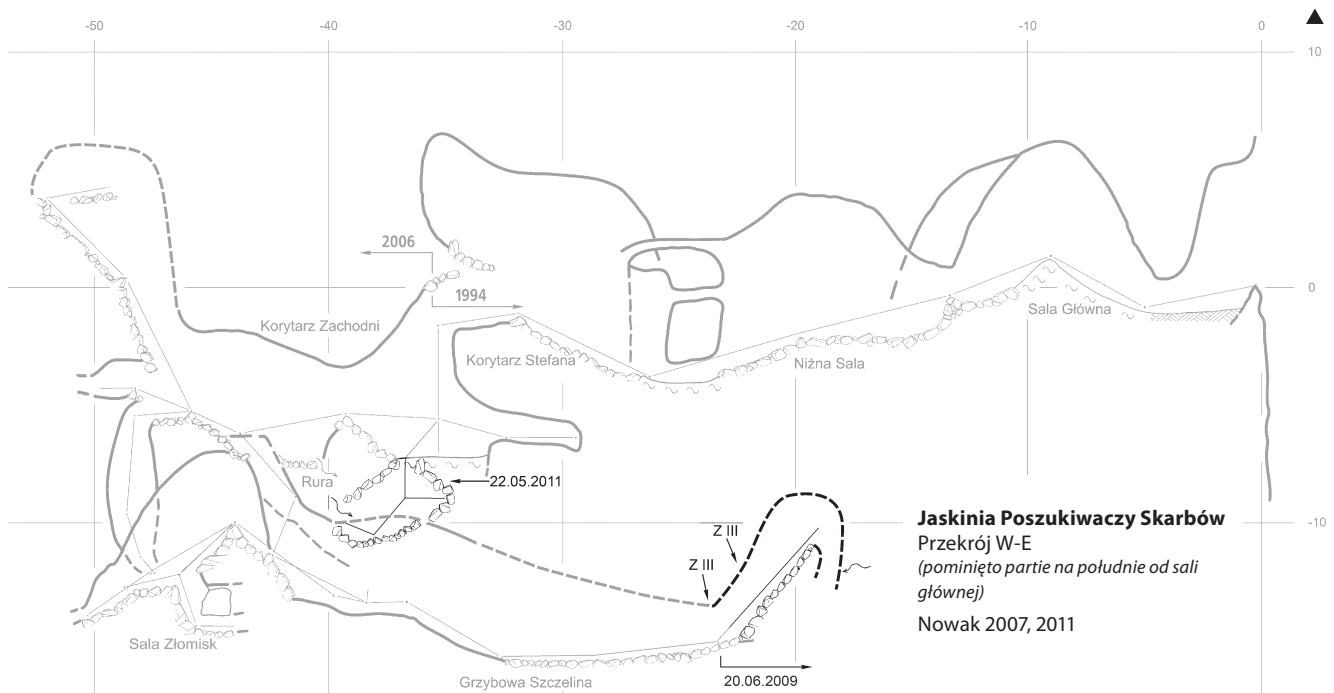 -50
-30
-20
-10
0
10
2006
1994
Korytarz Zachodni
Sala Główna
0
Korytarz Stefana
Niżna Sala
Rura
22.05.2011
Z III
Z III
Jaskinia Poszukiwaczy Skarbów
-10
Przekrój W-E
(pominięto partie na południe od sali
głównej)
Nowak 2007, 2011
Sala Złomisk
Grzybowa Szczelina
20.06.2009
-40